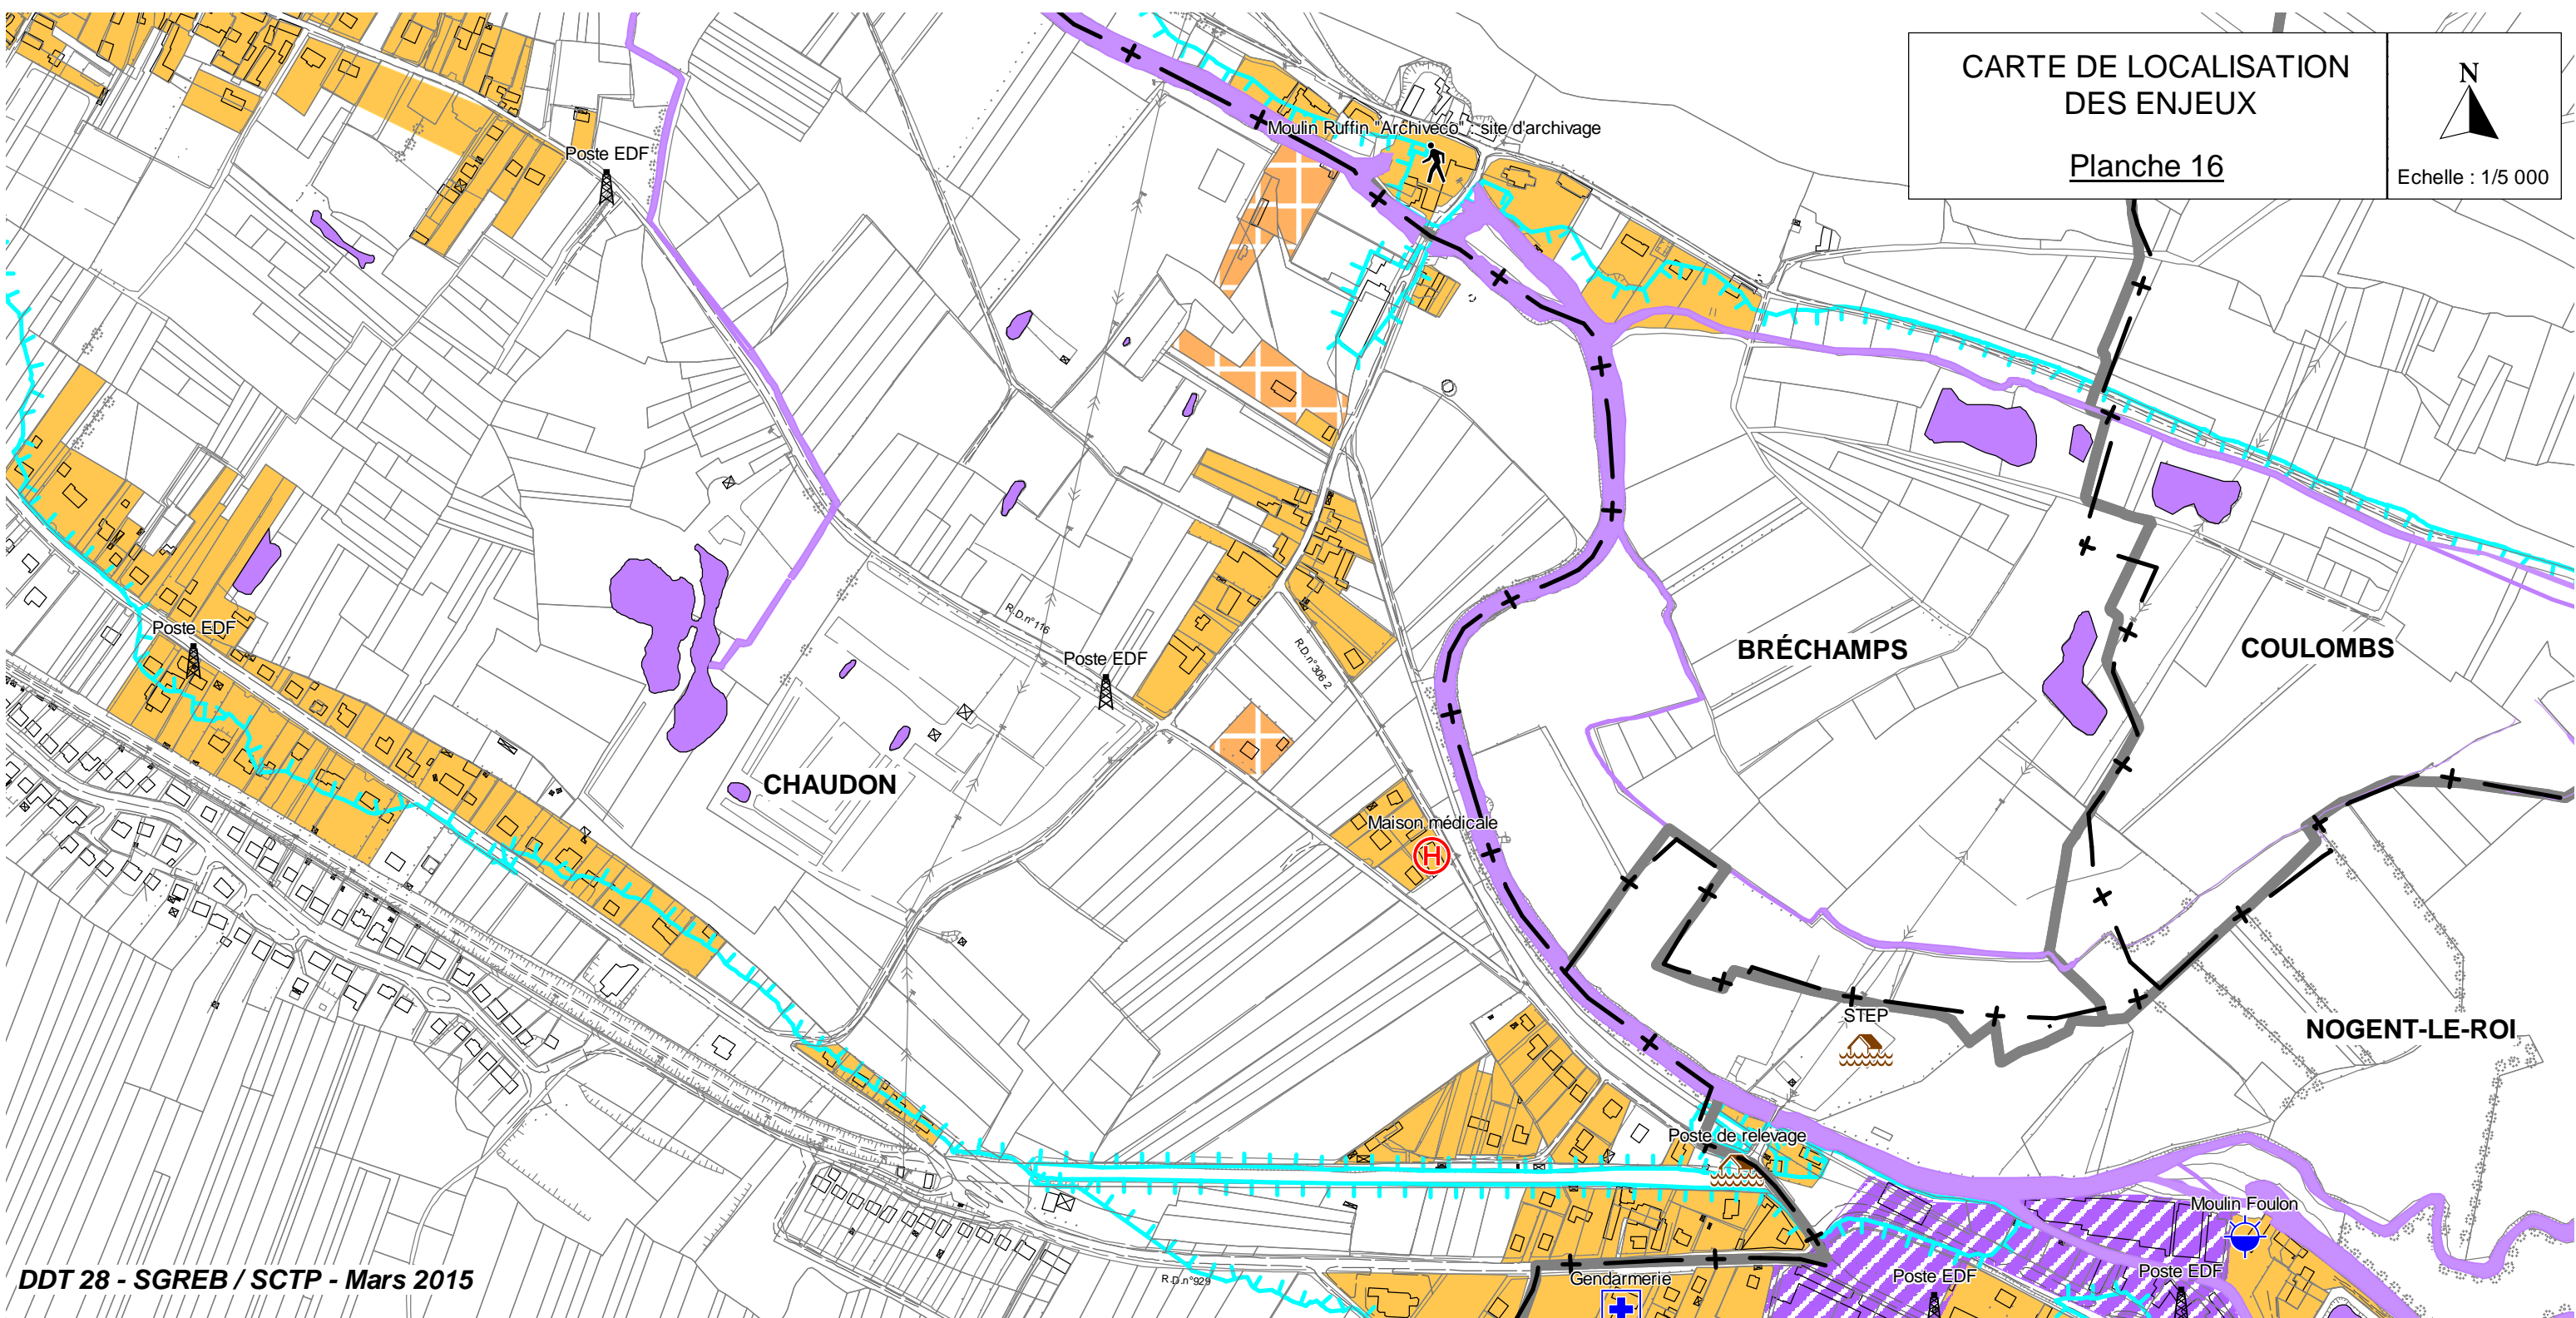 CARTE DE LOCALISATION
DES ENJEUX
Planche 16
N
Echelle : 1/5 000
Moulin Ruffin "Archiveco" : site d'archivage
Poste EDF
Poste EDF
R.D.n°116
R.D.n°306 2
Poste EDF
BRÉCHAMPS
COULOMBS
CHAUDON
Maison médicale
H
STEP
NOGENT-LE-ROI
Poste de relevage
Moulin Foulon
R.D.n°929
Gendarmerie
Poste EDF
Poste EDF
DDT 28 - SGREB / SCTP - Mars 2015